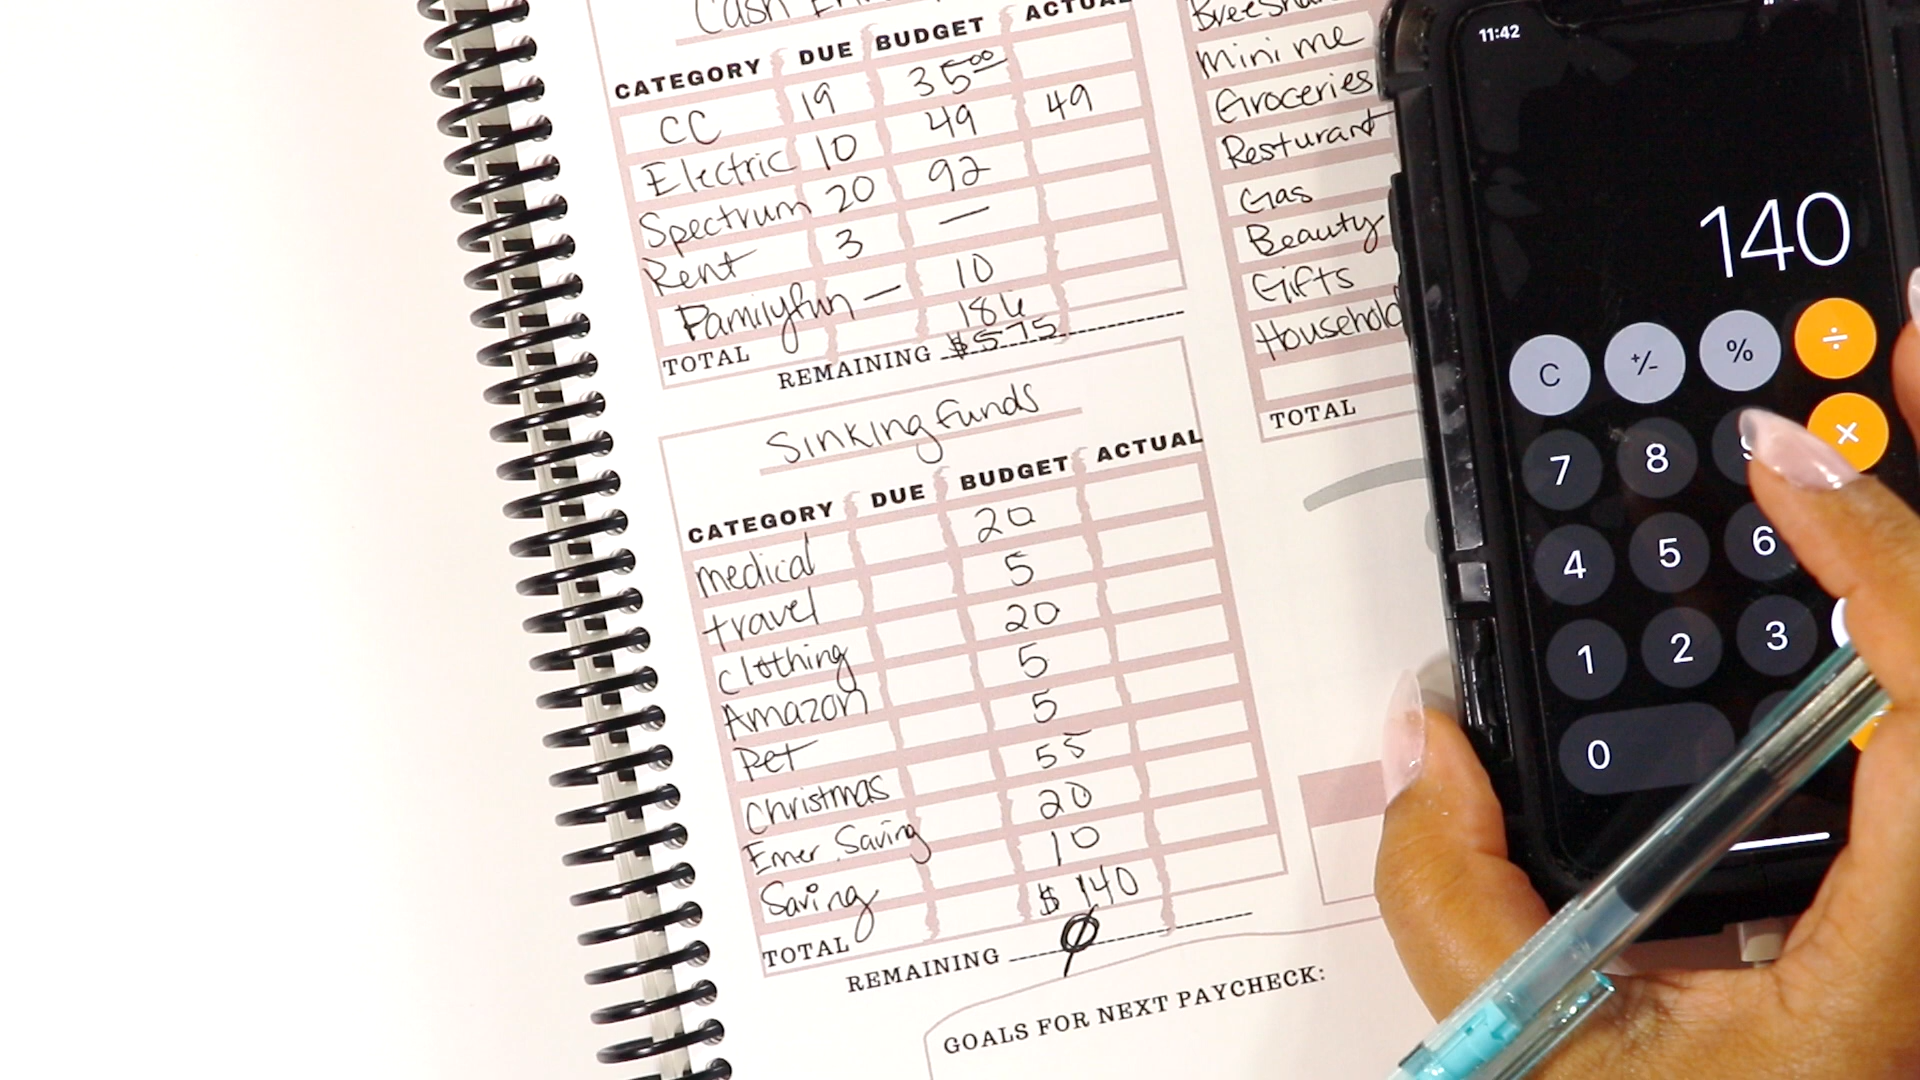 Cash
CATEGORY DUE BUDGET ACTUAL
CC 19 35.00
Electric 10 49 49
Spectrum 20 92
Rent 3 —
Familyfun — 10
TOTAL 186
REMAINING $575
Sinking Funds
CATEGORY DUE BUDGET ACTUAL
medical 20
travel 5
clothing 20
Amazon 5
Pet 5
Christmas 55
Emer. Saving 20
Saving 10
TOTAL $140
REMAINING Ø
GOALS FOR NEXT PAYCHECK:
Mini me
Groceries
Resturant
Gas
Beauty
Gifts
Household
TOTAL
11:42
140
C +/- % ÷
7 8 9 ×
4 5 6
1 2 3
0